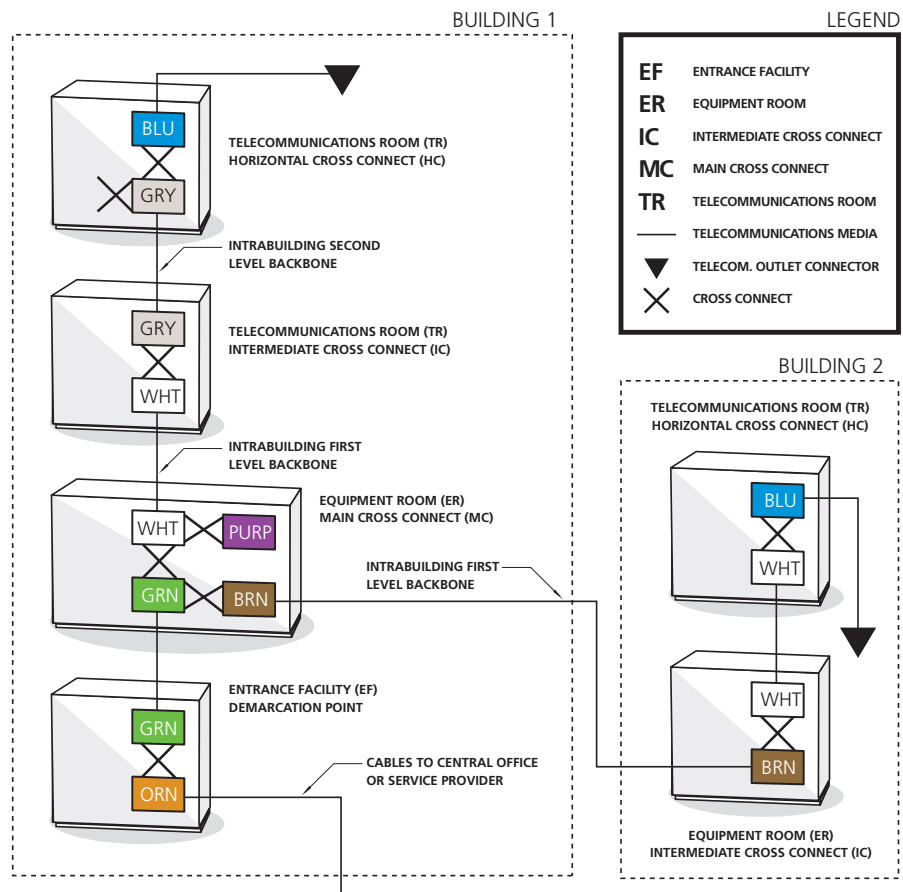 BUILDING 1
BLU
GRY
TELECOMMUNICATIONS ROOM (TR)
HORIZONTAL CROSS CONNECT (HC)
INTRABUILDING SECOND
LEVEL BACKBONE
GRY
WHT
TELECOMMUNICATIONS ROOM (TR)
INTERMEDIATE CROSS CONNECT (IC)
INTRABUILDING FIRST
LEVEL BACKBONE
EQUIPMENT ROOM (ER)
MAIN CROSS CONNECT (MC)
WHT
PURP
GRN
BRN
INTRABUILDING FIRST
LEVEL BACKBONE
ENTRANCE FACILITY (EF)
DEMARCATION POINT
GRN
ORN
CABLES TO CENTRAL OFFICE
OR SERVICE PROVIDER
LEGEND
EF ENTRANCE FACILITY
ER EQUIPMENT ROOM
IC INTERMEDIATE CROSS CONNECT
MC MAIN CROSS CONNECT
TR TELECOMMUNICATIONS ROOM
TELECOMMUNICATIONS MEDIA
TELECOM. OUTLET CONNECTOR
CROSS CONNECT
BUILDING 2
TELECOMMUNICATIONS ROOM (TR)
HORIZONTAL CROSS CONNECT (HC)
BLU
WHT
WHT
BRN
EQUIPMENT ROOM (ER)
INTERMEDIATE CROSS CONNECT (IC)